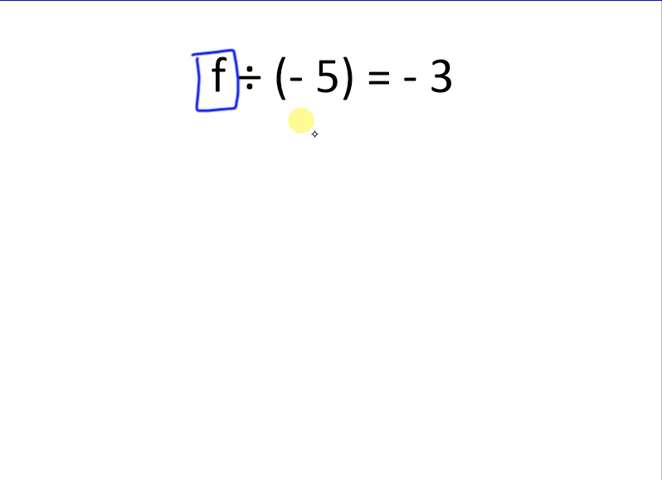 f ÷ (- 5) = - 3